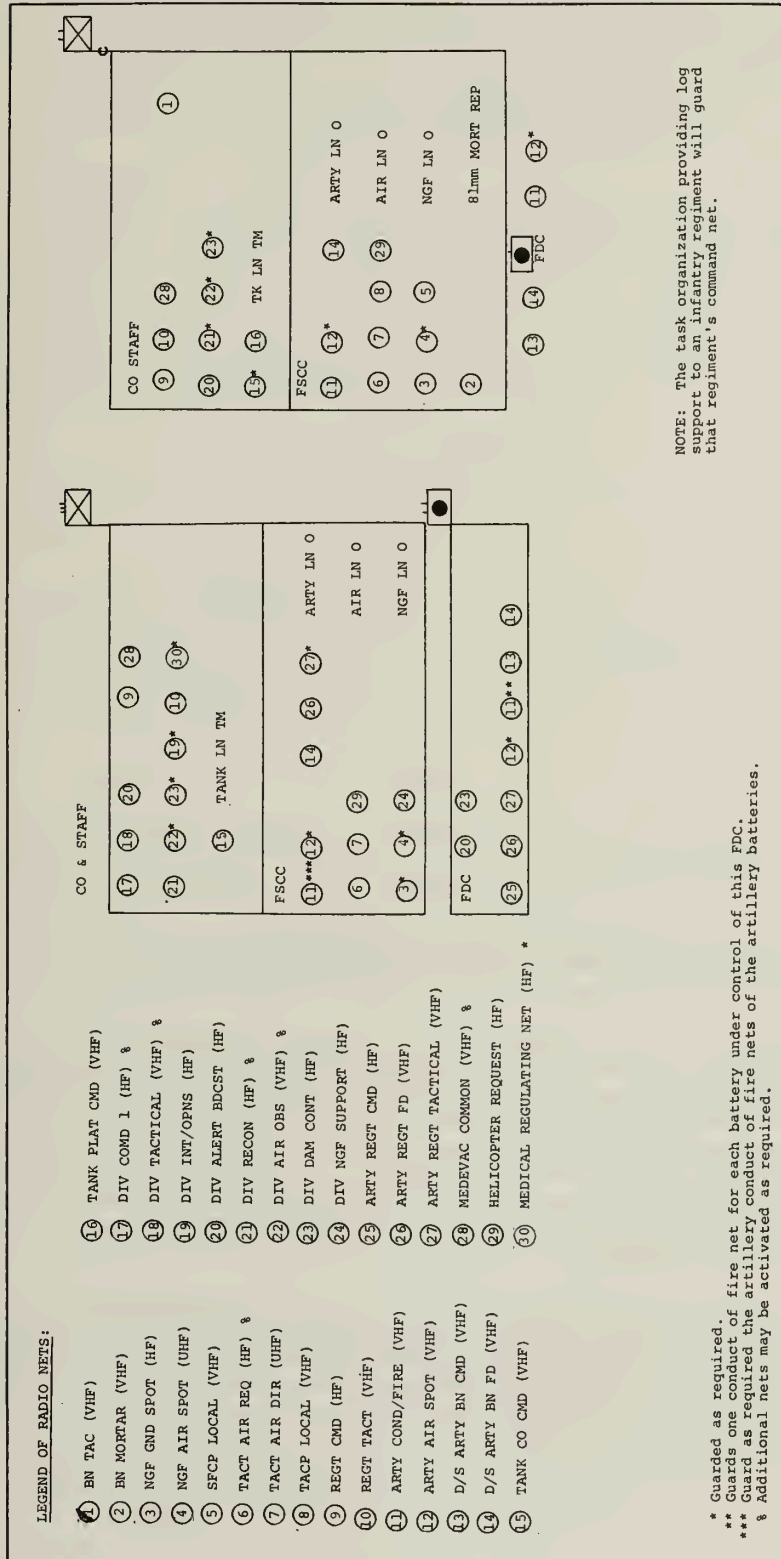 LEGEND OF RADIO NETS:
1 BN TAC (VHF)
2 BN MORTAR (VHF)
3 NGF GND SPOT (HF)
4 NGF AIR SPOT (UHF)
5 SFCP LOCAL (VHF)
6 TACT AIR REQ (HF) %
7 TACT AIR DIR (UHF)
8 TACP LOCAL (VHF)
9 REGT CMD (HF)
10 REGT TACT (VHF)
11 ARTY COND/FIRE (VHF)
12 ARTY AIR SPOT (VHF)
13 D/S ARTY BN CMD (VHF)
14 D/S ARTY BN FD (VHF)
15 TANK CO CMD (VHF)
16 TANK PLAT CMD (VHF)
17 DIV COMD 1 (HF) %
18 DIV TACTICAL (VHF) %
19 DIV INT/OPNS (HF)
20 DIV ALERT BDCST (HF)
21 DIV RECON (HF) %
22 DIV AIR OBS (VHF) %
23 DIV DAM CONT (HF)
24 DIV NGF SUPPORT (HF)
25 ARTY REGT CMD (HF)
26 ARTY REGT FD (VHF)
27 ARTY REGT TACTICAL (VHF)
28 MEDEVAC COMMON (VHF) %
29 HELICOPTER REQUEST (HF)
30 MEDICAL REGULATING NET (HF) *
CO & STAFF
17 18 20 9 28
21 22* 23* 19* 10 30*
15 TANK LN TM
FSCC
11*** 12* 14 26 27* ARTY LN O
6 7 29 AIR LN O
3* 4* 24 NGF LN O
FDC 20 23
25 26 27 12* 11** 13 14
CO STAFF
9 10 28 1
20 21* 22* 23*
15* 16 TK LN TM
FSCC
11 12* 14 ARTY LN O
6 7 8 29 AIR LN O
3 4* 5 NGF LN O
2 81mm MORT REP
13 14 FDC 11 12*
C
NOTE: The task organization providing log
support to an infantry regiment will guard
that regiment's command net.
* Guarded as required.
** Guards one conduct of fire net for each battery under control of this FDC.
*** Guard as required the artillery conduct of fire nets of the artillery batteries.
% Additional nets may be activated as required.